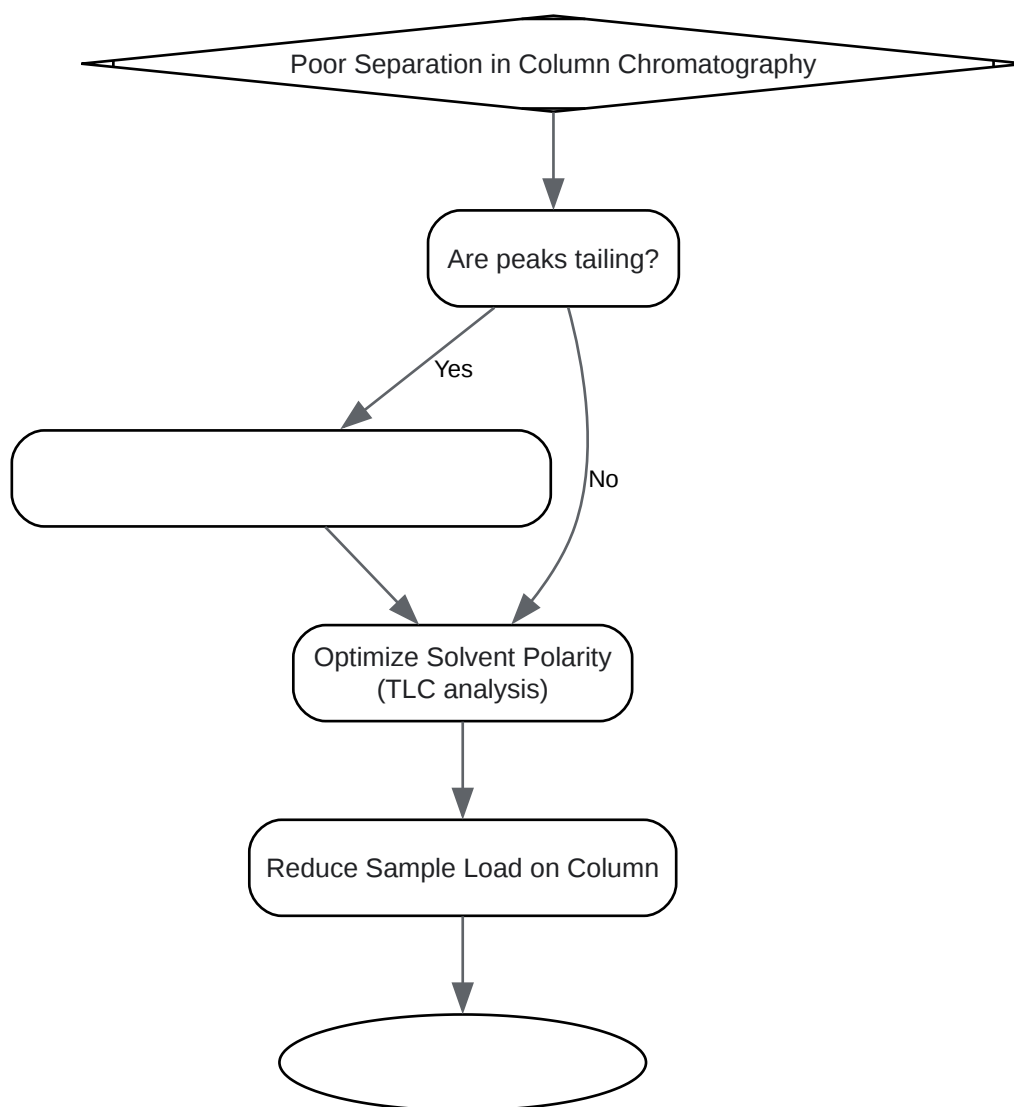 Poor Separation in Column Chromatography
Are peaks tailing?
Yes
No
Optimize Solvent Polarity
(TLC analysis)
Reduce Sample Load on Column